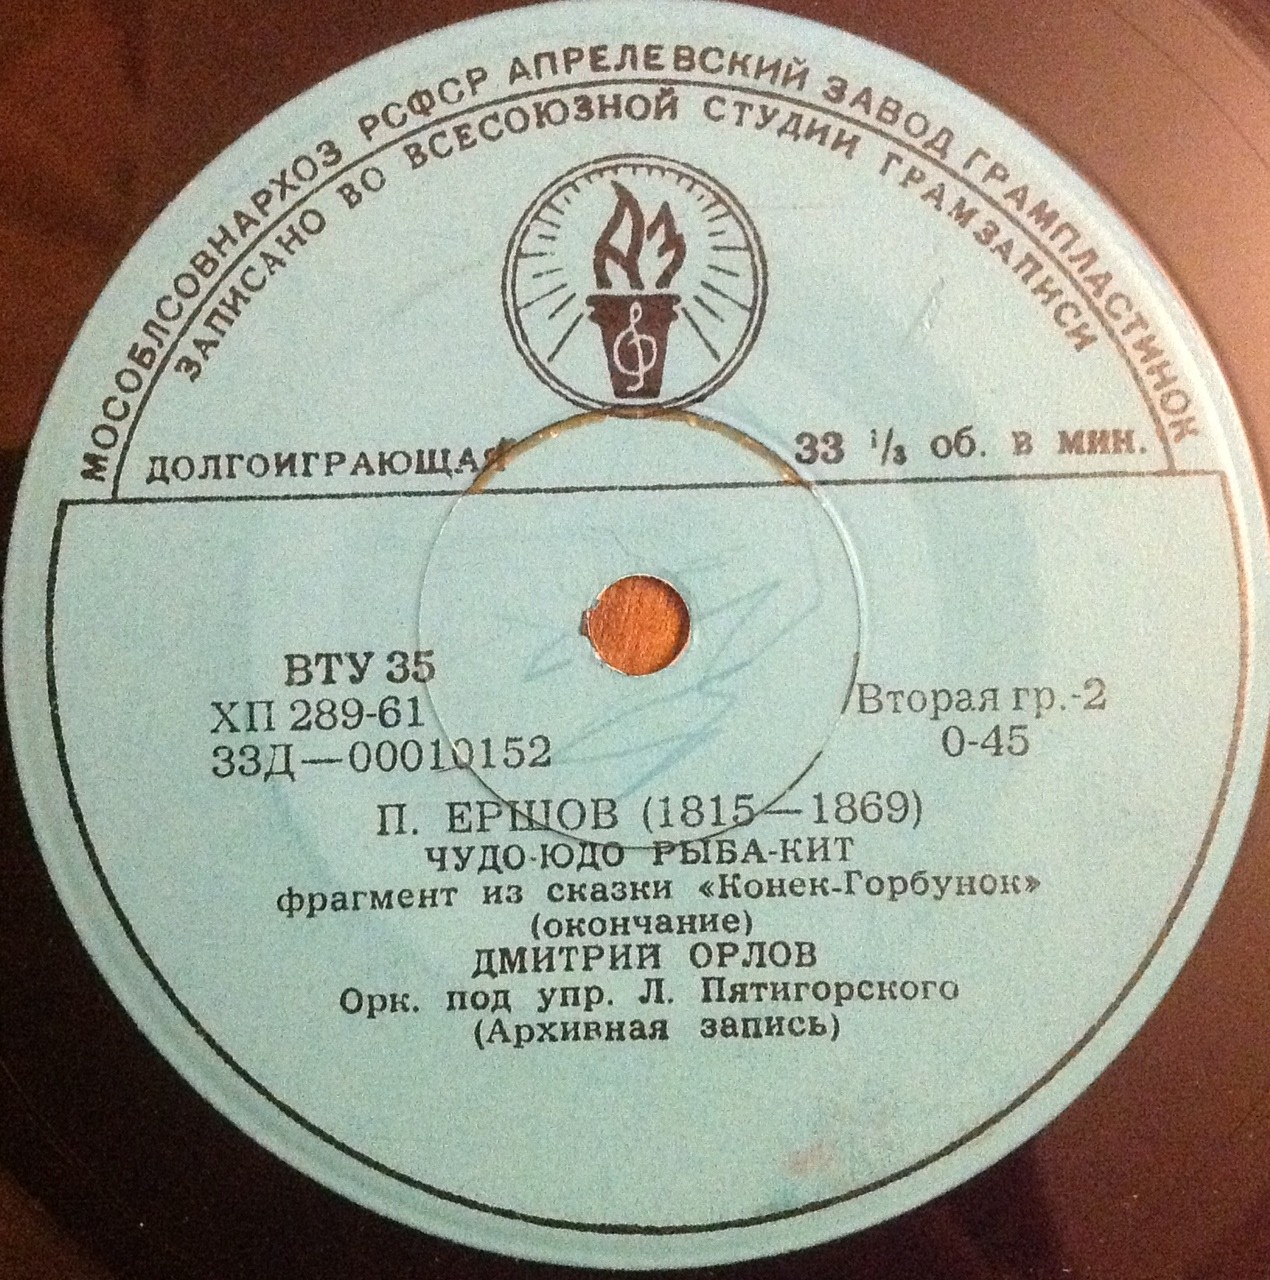 МОСОБЛСОВНАРХОЗ РСФСР АПРЕЛЕВСКИЙ ЗАВОД ГРАМПЛАСТИНОК
ЗАПИСАНО ВО ВСЕСОЮЗНОЙ СТУДИИ ГРАМЗАПИСИ
АЗ
ДОЛГОИГРАЮЩАЯ 33 1/3 об. в мин.
ВТУ 35
ХП 289-61 Вторая гр.-2
33Д—00010152 0-45
П. ЕРШОВ (1815—1869)
ЧУДО-ЮДО РЫБА-КИТ
фрагмент из сказки «Конек-Горбунок»
(окончание)
ДМИТРИЙ ОРЛОВ
Орк. под упр. Л. Пятигорского
(Архивная запись)